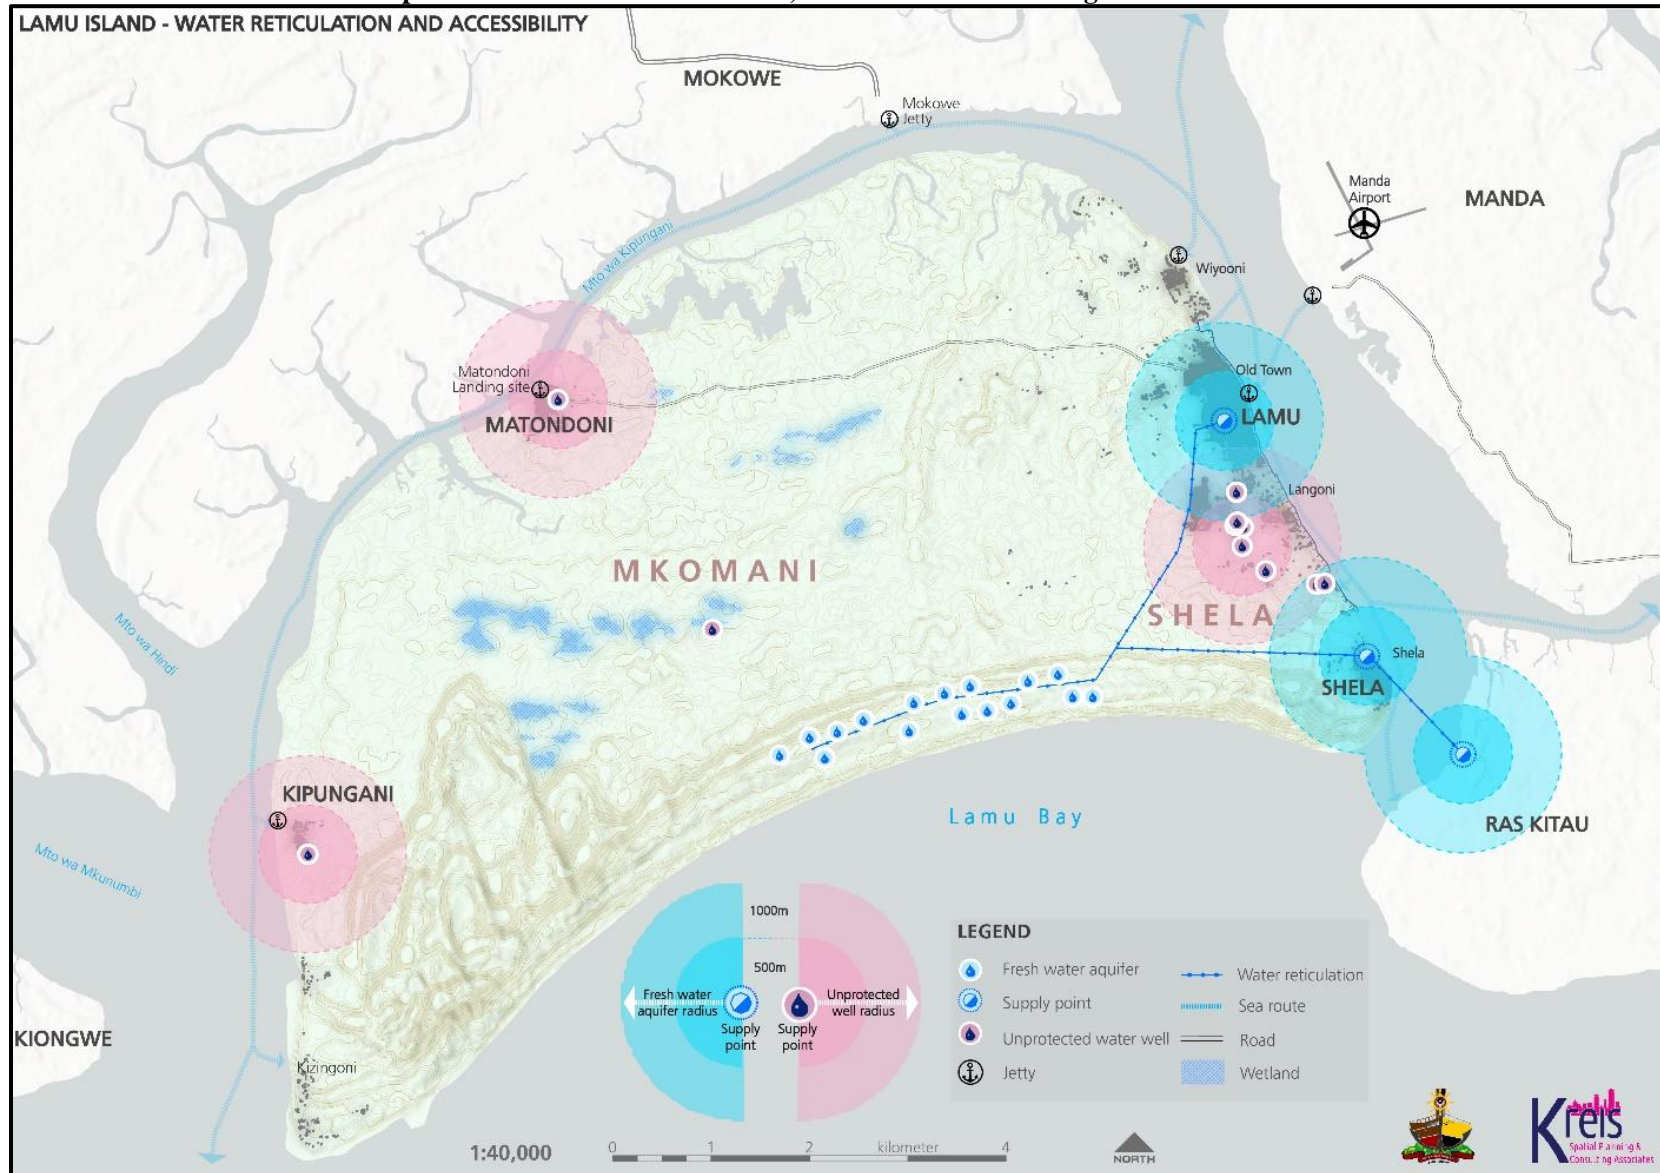 LAMU ISLAND - WATER RETICULATION AND ACCESSIBILITY
MOKOWE
Mokowe
Jetty
Manda
Airport
MANDA
Mto wa Kipungani
Wiyooni
Matondoni
Landing site
MATONDONI
Old Town
LAMU
Langoni
MKOMANI
SHELA
Mto wa Hindi
Shela
SHELA
KIPUNGANI
RAS KITAU
Lamu Bay
Mto wa Mkunumbi
KIONGWE
Kizingoni
1000m
500m
Fresh water
aquifer radius
Supply
point
Supply
point
Unprotected
well radius
LEGEND
Fresh water aquifer
Supply point
Unprotected water well
Jetty
Water reticulation
Sea route
Road
Wetland
1:40,000
0 1 2 kilometer 4
NORTH
Kreis
Spatial Planning &
Consulting Associates